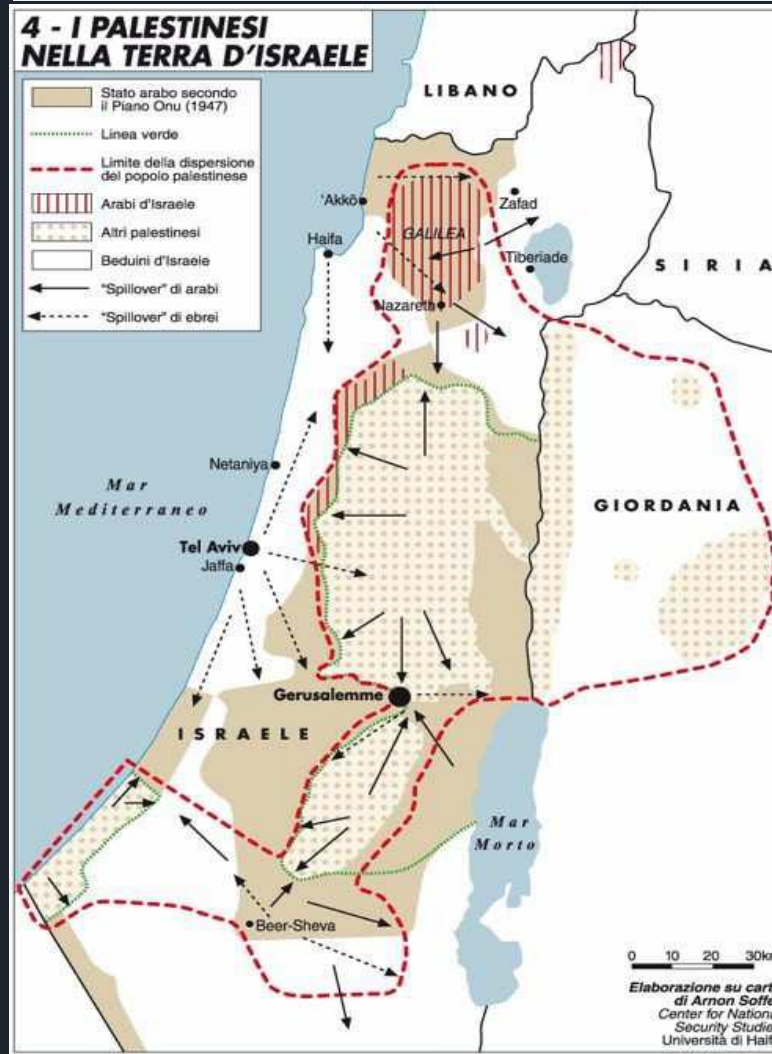 4 - I PALESTINESI
NELLA TERRA D'ISRAELE
Stato arabo secondo
il Piano Onu (1947)
Linea verde
Limite della dispersione
del popolo palestinese
Arabi d'Israele
Altri palestinesi
Beduini d'Israele
"Spillover" di arabi
"Spillover" di ebrei
LIBANO
'Akkô
Zafad
GALILEA
Haifa
Tiberiade
SIRIA
Nazareth
Netaniya
Mar
Mediterraneo
GIORDANIA
Tel Aviv
Jaffa
Gerusalemme
ISRAELE
Mar
Morto
Beer-Sheva
0 10 20 30km
Elaborazione su cart
di Arnon Soffe
Center for Nationa
Security Studie
Università di Haif